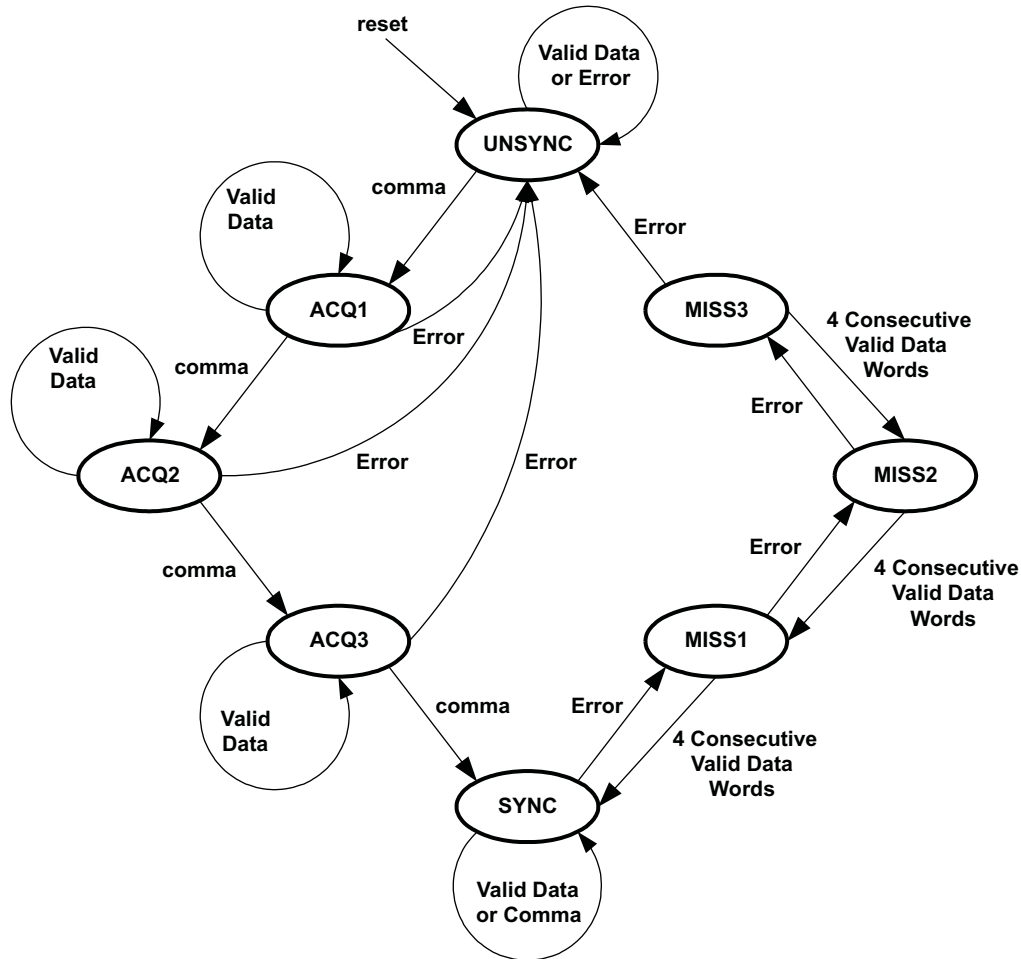 reset
Valid Data
or Error
UNSYNC
comma
Valid
Data
Error
ACQ1
Error
MISS3
4 Consecutive
Valid Data
Words
Valid
Data
comma
Error
ACQ2
Error
Error
MISS2
Error
comma
4 Consecutive
Valid Data
Words
ACQ3
MISS1
Valid
Data
comma
Error
4 Consecutive
Valid Data
Words
SYNC
Valid Data
or Comma